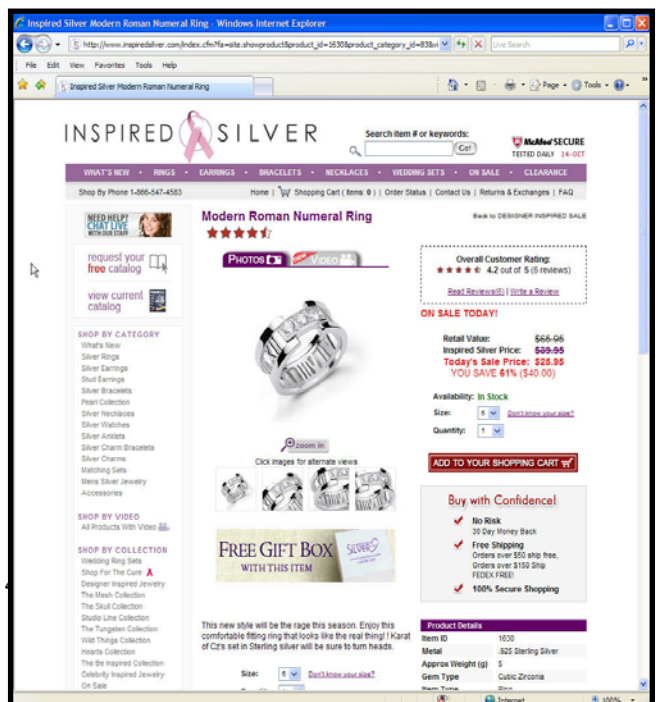 Inspired Silver Modern Roman Numeral Ring - Windows Internet Explorer
http://www.inspiredsilver.com/index.cfm?fa=site.showproduct&product_id=1630&product_category_id=83&vi
Live Search
File Edit View Favorites Tools Help
Inspired Silver Modern Roman Numeral Ring
Page Tools
INSPIRED SILVER
Search item # or keywords:
Go!
McAfee SECURE
TESTED DAILY 14-OCT
WHAT'S NEW • RINGS • EARRINGS • BRACELETS • NECKLACES • WEDDING SETS • ON SALE • CLEARANCE
Shop By Phone 1-866-547-4583
Home | Shopping Cart ( Items: 0 ) | Order Status | Contact Us | Returns & Exchanges | FAQ
NEED HELP?
CHAT LIVE
WITH OUR STAFF
request your
free catalog
view current
catalog
SHOP BY CATEGORY
What's New
Silver Rings
Silver Earrings
Stud Earrings
Silver Bracelets
Pearl Collection
Silver Necklaces
Silver Watches
Silver Anklets
Silver Charm Bracelets
Silver Charms
Matching Sets
Mens Silver Jewelry
Accessories
SHOP BY VIDEO
All Products With Video
SHOP BY COLLECTION
Wedding Ring Sets
Shop For The Cure
Designer Inspired Jewelry
The Mesh Collection
The Skull Collection
Studio Line Collection
The Tungsten Collection
Wild Things Collection
Hearts Collection
The Be Inspired Collection
Celebrity Inspired Jewelry
On Sale
Modern Roman Numeral Ring
Back to DESIGNER INSPIRED SALE
PHOTOS
NEW VIDEO
zoom in
Click images for alternate views
FREE GIFT BOX
WITH THIS ITEM
SILVER
This new style will be the rage this season. Enjoy this
comfortable fitting ring that looks like the real thing! ! Karat
of Cz's set in Sterling silver will be sure to turn heads.
Size: 6 Don't know your size?
Overall Customer Rating:
4.2 out of 5 (6 reviews)
Read Reviews(6) | Write a Review
ON SALE TODAY!
Retail Value: $65.95
Inspired Silver Price: $39.95
Today's Sale Price: $25.95
YOU SAVE 61% ($40.00)
Availability: In Stock
Size: 6 Don't know your size?
Quantity: 1
ADD TO YOUR SHOPPING CART
Buy with Confidence!
No Risk
30 Day Money Back
Free Shipping
Orders over $50 ship free,
Orders over $150 Ship
FEDEX FREE!
100% Secure Shopping
Product Details
Item ID 1630
Metal .925 Sterling Silver
Approx Weight (g) 5
Gem Type Cubic Zirconia
Item Type Ring
Internet 100%